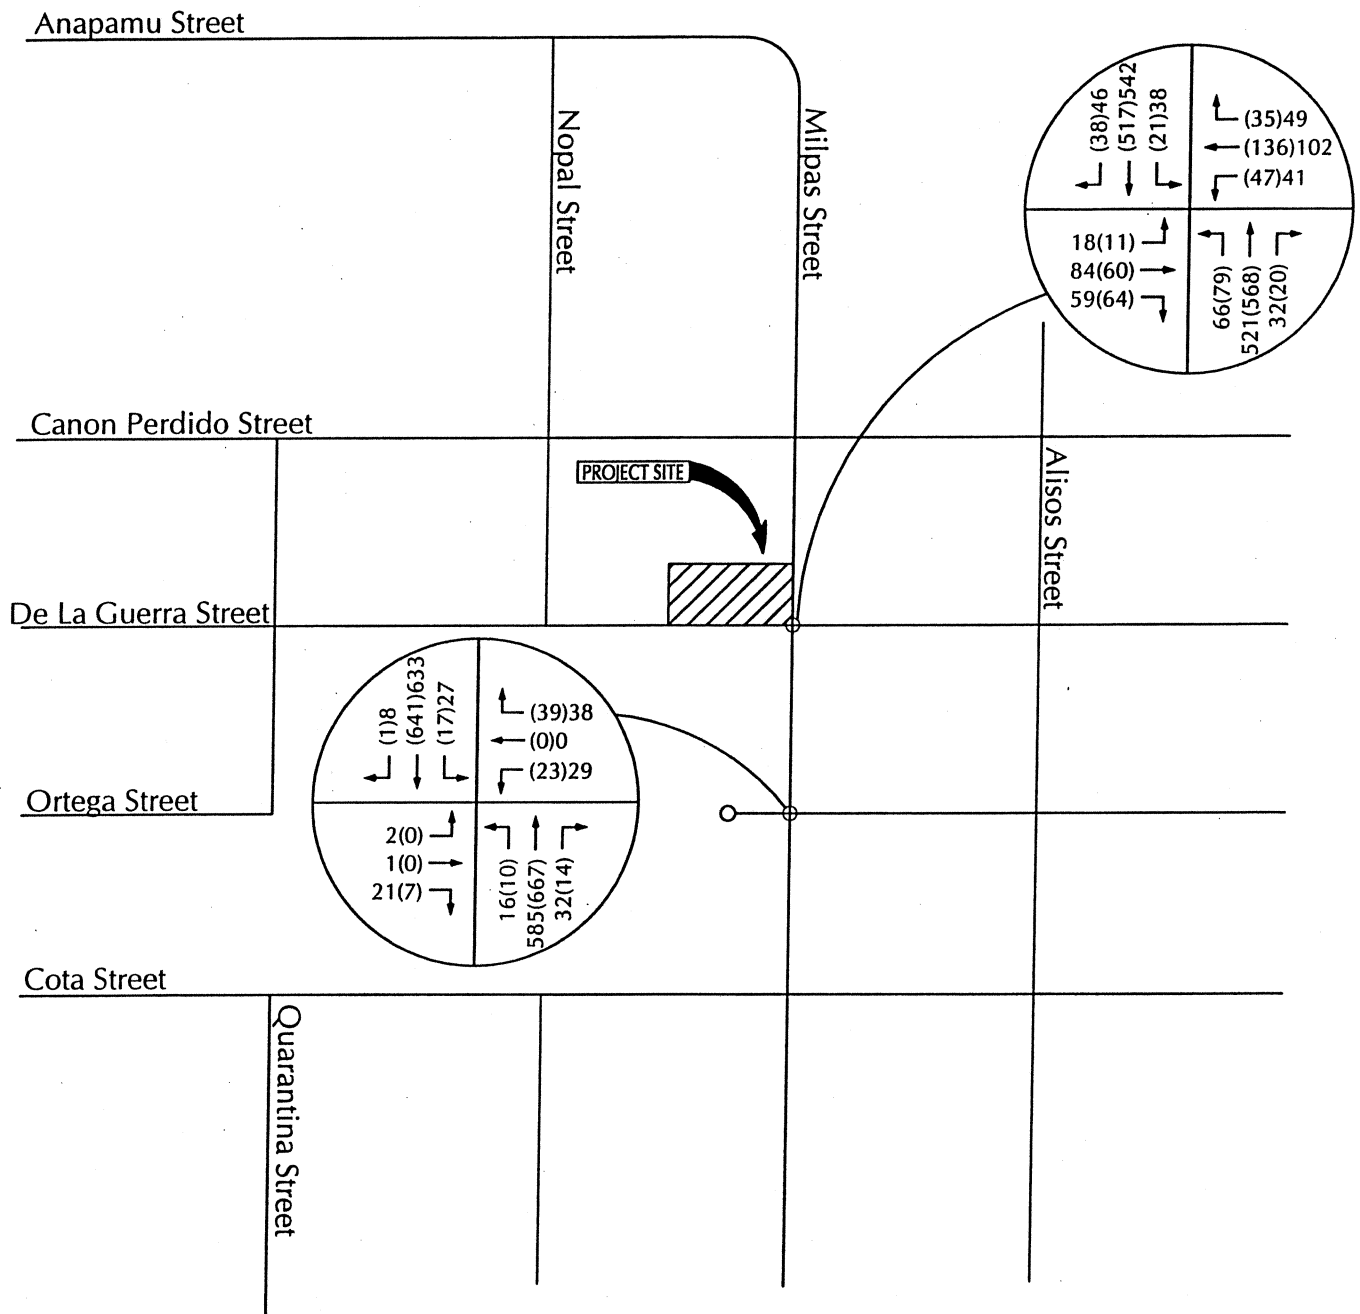 Anapamu Street
Nopal Street
Milpas Street
(38)46
(517)542
(21)38
(35)49
(136)102
(47)41
18(11)
84(60)
59(64)
66(79)
521(568)
32(20)
Canon Perdido Street
PROJECT SITE
Alisos Street
De La Guerra Street
(1)8
(641)633
(17)27
(39)38
(0)0
(23)29
Ortega Street
2(0)
1(0)
21(7)
16(10)
585(667)
32(14)
Cota Street
Quarantina Street